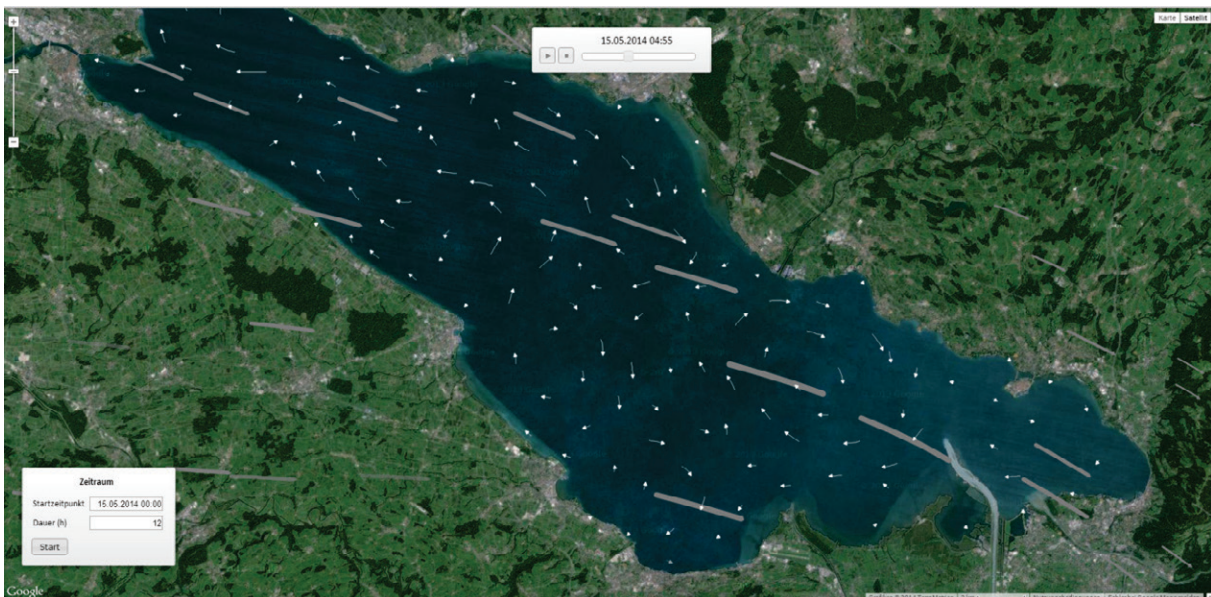 Karte Satellit
15.05.2014 04:55
Zeitraum
Startzeitpunkt 15.05.2014 00:00
Dauer (h) 12
Start
Google